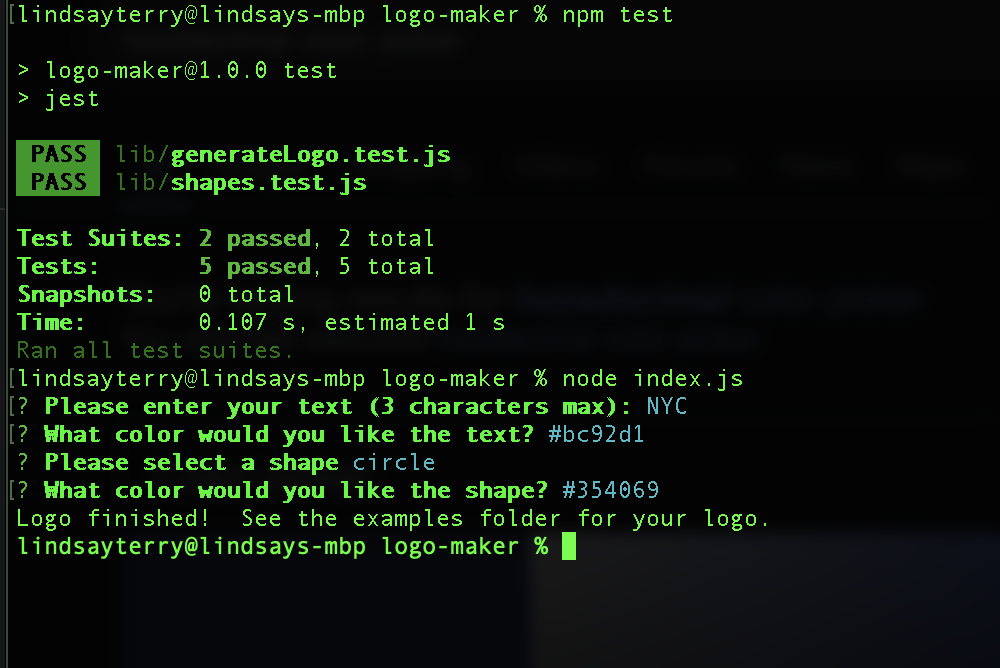 [lindsayterry@lindsays-mbp logo-maker % npm test
> logo-maker@1.0.0 test
> jest
PASS lib/generateLogo.test.js
PASS lib/shapes.test.js
Test Suites: 2 passed, 2 total
Tests:       5 passed, 5 total
Snapshots:   0 total
Time:        0.107 s, estimated 1 s
Ran all test suites.
[lindsayterry@lindsays-mbp logo-maker % node index.js
[? Please enter your text (3 characters max): NYC
[? What color would you like the text? #bc92d1
? Please select a shape circle
[? What color would you like the shape? #354069
Logo finished!  See the examples folder for your logo.
lindsayterry@lindsays-mbp logo-maker %